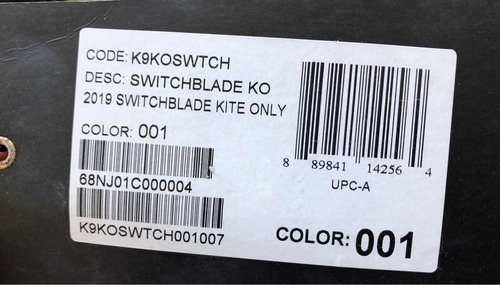 CODE: K9KOSWTCH
DESC: SWITCHBLADE KO
2019 SWITCHBLADE KITE ONLY
COLOR: 001
68NJ01C000004
K9KOSWTCH001007
8 89841 14256 4
UPC-A
COLOR: 001